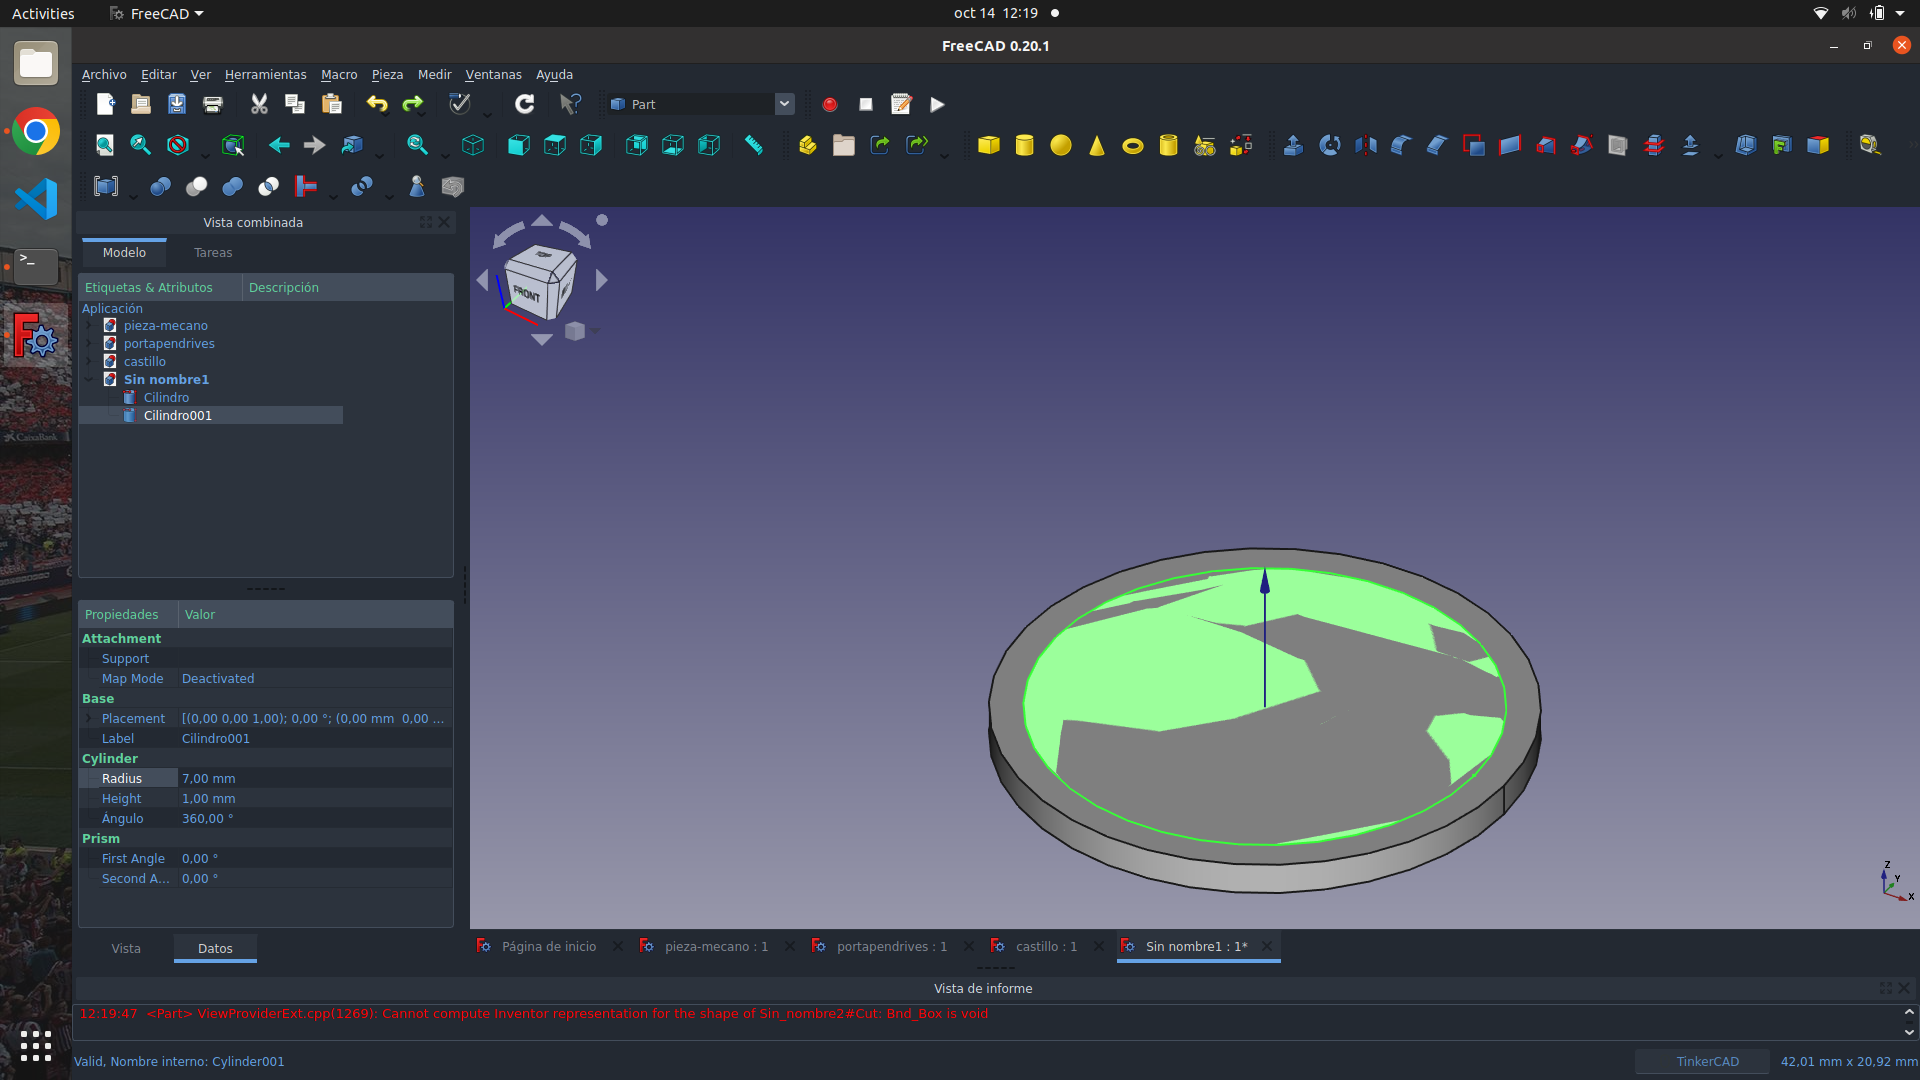 Activities
FreeCAD
oct 14 12:19
FreeCAD 0.20.1
Archivo Editar Ver Herramientas Macro Pieza Medir Ventanas Ayuda
Part
Vista combinada
Modelo Tareas
Etiquetas & Atributos Descripción
Aplicación
pieza-mecano
portapendrives
castillo
Sin nombre1
Cilindro
Cilindro001
FRONT
CaixaBank
Propiedades Valor
Attachment
Support
Map Mode Deactivated
Base
Placement [(0,00 0,00 1,00); 0,00 °; (0,00 mm 0,00 ...
Label Cilindro001
Cylinder
Radius 7,00 mm
Height 1,00 mm
Ángulo 360,00 °
Prism
First Angle 0,00 °
Second A... 0,00 °
Z
Y
X
Vista Datos
Página de inicio pieza-mecano : 1 portapendrives : 1 castillo : 1 Sin nombre1 : 1*
Vista de informe
12:19:47 <Part> ViewProviderExt.cpp(1269): Cannot compute Inventor representation for the shape of Sin_nombre2#Cut: Bnd_Box is void
Valid, Nombre interno: Cylinder001
TinkerCAD
42,01 mm x 20,92 mm